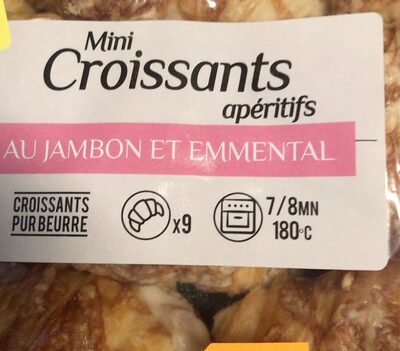 Mini
Croissants
apéritifs
AU JAMBON ET EMMENTAL
CROISSANTS
PUR BEURRE
x9
7/8MN
180°C